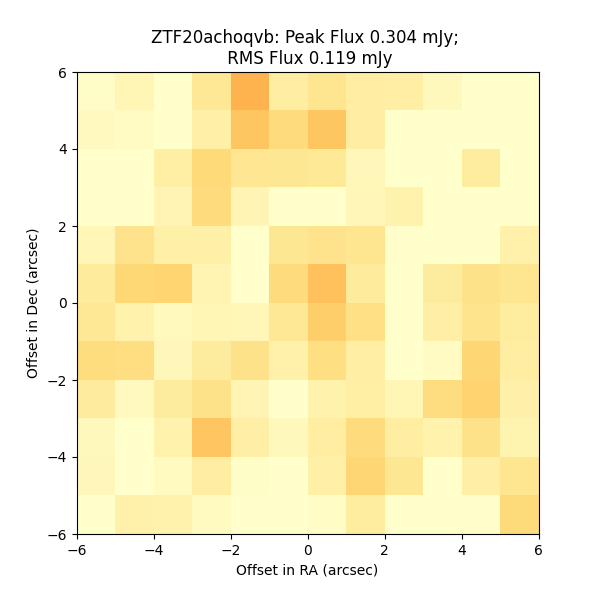 ZTF20achoqvb: Peak Flux 0.304 mJy;
RMS Flux 0.119 mJy
6
4
2
0
−2
−4
−6
Offset in Dec (arcsec)
−6 −4 −2 0 2 4 6
Offset in RA (arcsec)